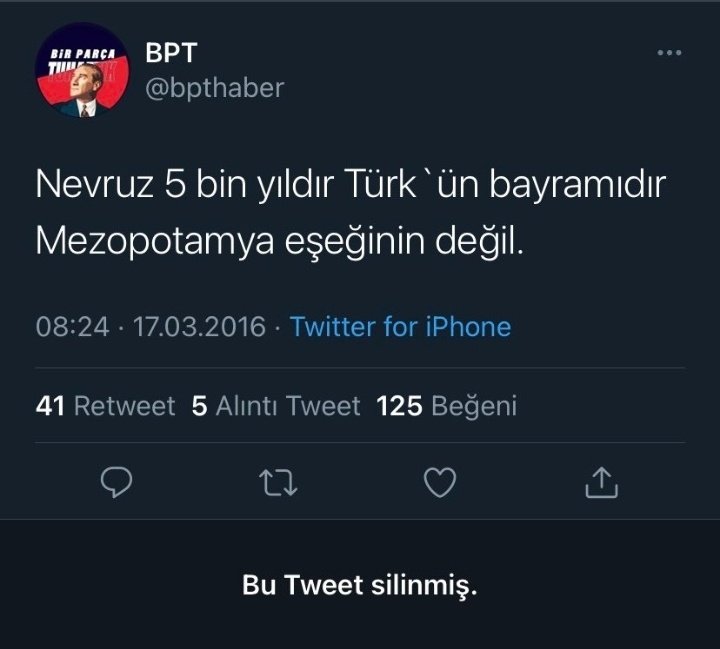 BİR PARÇA
BPT
@bpthaber
Nevruz 5 bin yıldır Türk`ün bayramıdır
Mezopotamya eşeğinin değil.
08:24 · 17.03.2016 · Twitter for iPhone
41 Retweet 5 Alıntı Tweet 125 Beğeni
Bu Tweet silinmiş.